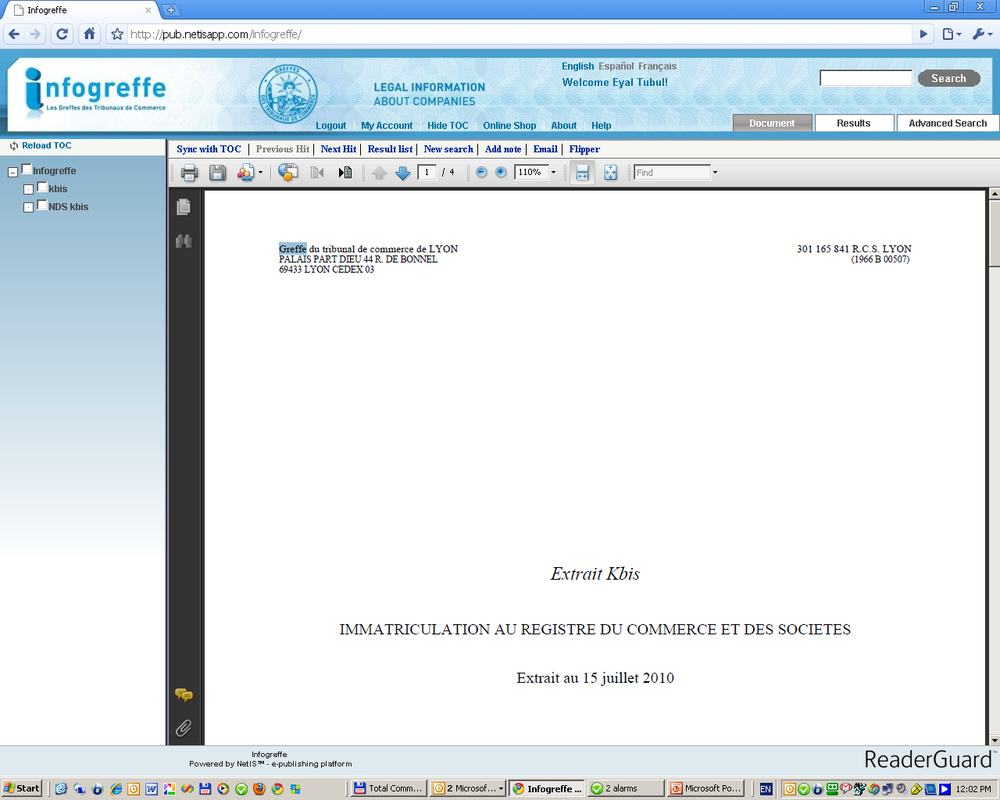 Infogreffe
http://pub.netisapp.com/infogreffe/
infogreffe
Les Greffes des Tribunaux de Commerce
GREFFES
DES TRIBUNAUX DE COMMERCE
LEGAL INFORMATION
ABOUT COMPANIES
English Español Français
Welcome Eyal Tubul!
Search
Logout My Account Hide TOC Online Shop About Help
Document Results Advanced Search
Reload TOC
Sync with TOC Previous Hit Next Hit Result list New search Add note Email Flipper
1 / 4 110% Find
Infogreffe
kbis
NDS kbis
Greffe du tribunal de commerce de LYON
PALAIS PART DIEU 44 R. DE BONNEL
69433 LYON CEDEX 03
301 165 841 R.C.S. LYON
(1966 B 00507)
Extrait Kbis
IMMATRICULATION AU REGISTRE DU COMMERCE ET DES SOCIETES
Extrait au 15 juillet 2010
Infogreffe
Powered by NetIS™ - e-publishing platform
ReaderGuard™
Start Total Comm... 2 Microsof... Infogreffe ... 2 alarms Microsoft Po... EN 12:02 PM